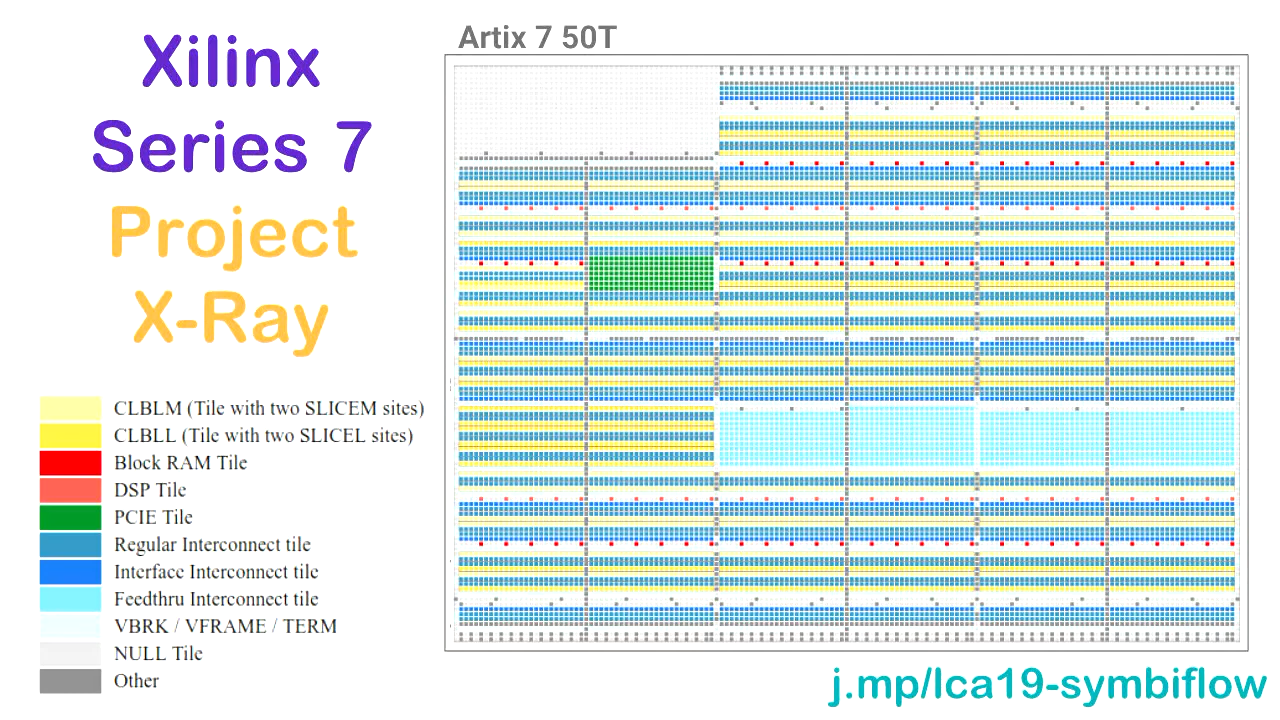 Xilinx
Series 7
Project
X-Ray
Artix 7 50T
CLBLM (Tile with two SLICEM sites)
CLBLL (Tile with two SLICEL sites)
Block RAM Tile
DSP Tile
PCIE Tile
Regular Interconnect tile
Interface Interconnect tile
Feedthru Interconnect tile
VBRK / VFRAME / TERM
NULL Tile
Other
j.mp/lca19-symbiflow